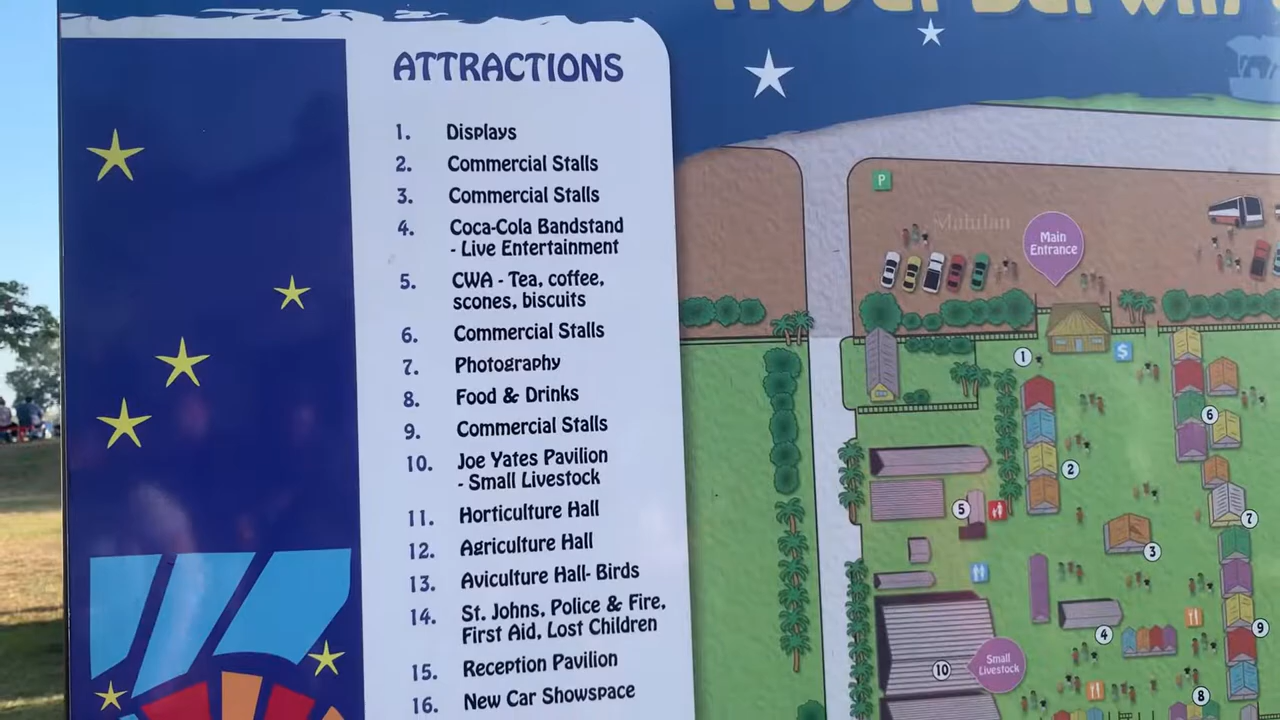 ATTRACTIONS
1. Displays
2. Commercial Stalls
3. Commercial Stalls
4. Coca-Cola Bandstand
- Live Entertainment
5. CWA - Tea, coffee,
scones, biscuits
6. Commercial Stalls
7. Photography
8. Food & Drinks
9. Commercial Stalls
10. Joe Yates Pavilion
- Small Livestock
11. Horticulture Hall
12. Agriculture Hall
13. Aviculture Hall- Birds
14. St. Johns, Police & Fire,
First Aid, Lost Children
15. Reception Pavilion
16. New Car Showspace
P
Main
Entrance
1
$
6
2
5
7
3
4
9
10
Small
Livestock
8